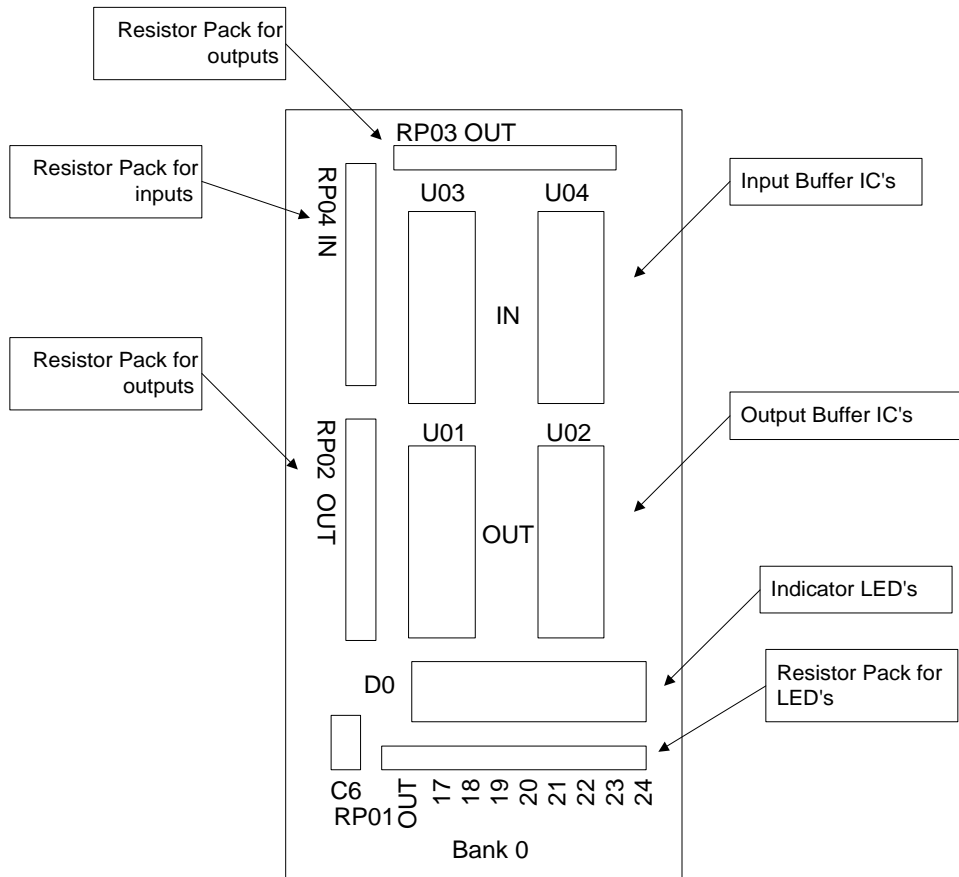 Resistor Pack for
outputs
RP03 OUT
Resistor Pack for
inputs
RP04 IN
U03
U04
Input Buffer IC's
IN
Resistor Pack for
outputs
RP02 OUT
U01
U02
Output Buffer IC's
OUT
Indicator LED's
D0
Resistor Pack for
LED's
C6
RP01
OUT
17
18
19
20
21
22
23
24
Bank 0